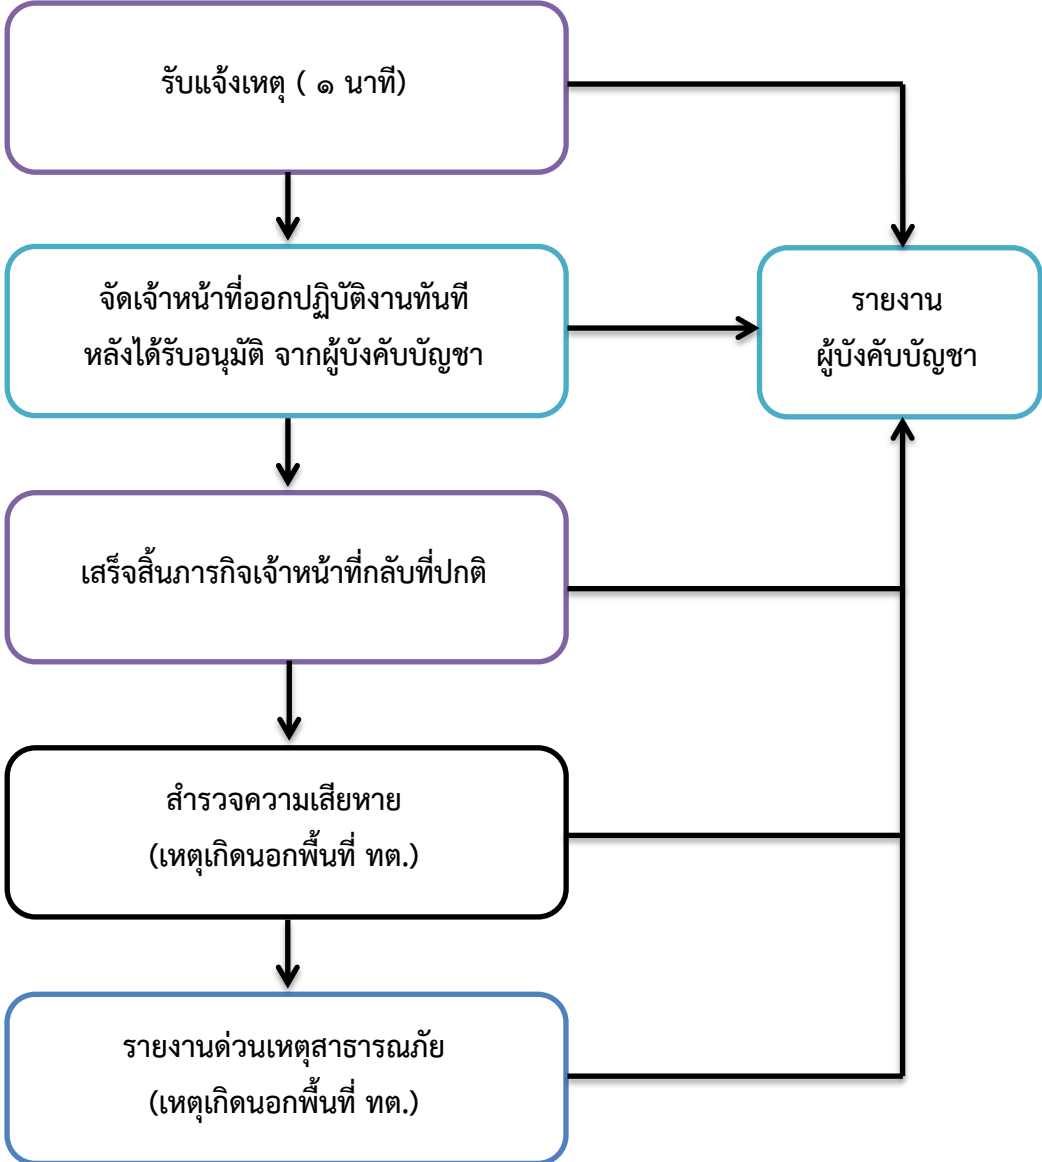 รับแจ้งเหตุ ( ๑ นาที)
จัดเจ้าหน้าที่ออกปฏิบัติงานทันที
หลังได้รับอนุมัติ จากผู้บังคับบัญชา
รายงาน
ผู้บังคับบัญชา
เสร็จสิ้นภารกิจเจ้าหน้าที่กลับที่ปกติ
สำรวจความเสียหาย
(เหตุเกิดนอกพื้นที่ ทต.)
รายงานด่วนเหตุสาธารณภัย
(เหตุเกิดนอกพื้นที่ ทต.)